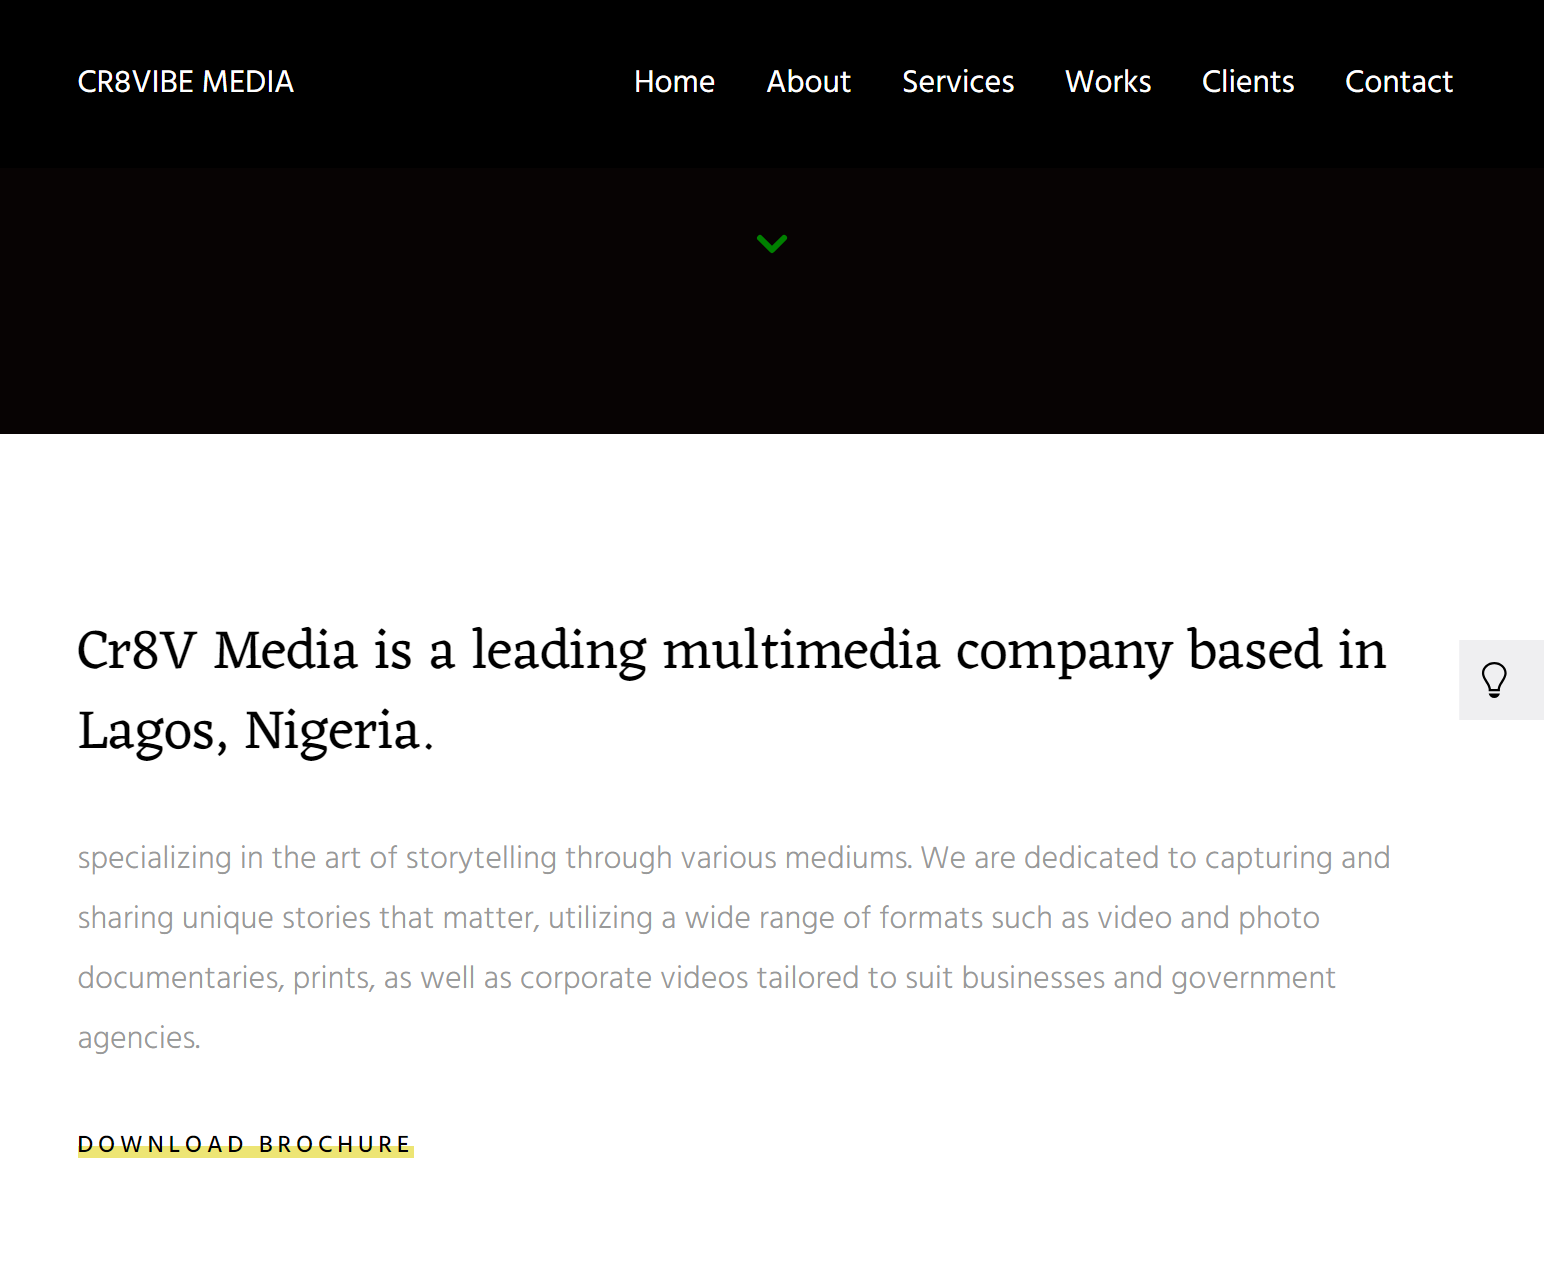 CR8VIBE MEDIA
Home About Services Works Clients Contact
Cr8V Media is a leading multimedia company based in
Lagos, Nigeria.
specializing in the art of storytelling through various mediums. We are dedicated to capturing and
sharing unique stories that matter, utilizing a wide range of formats such as video and photo
documentaries, prints, as well as corporate videos tailored to suit businesses and government
agencies.
DOWNLOAD BROCHURE